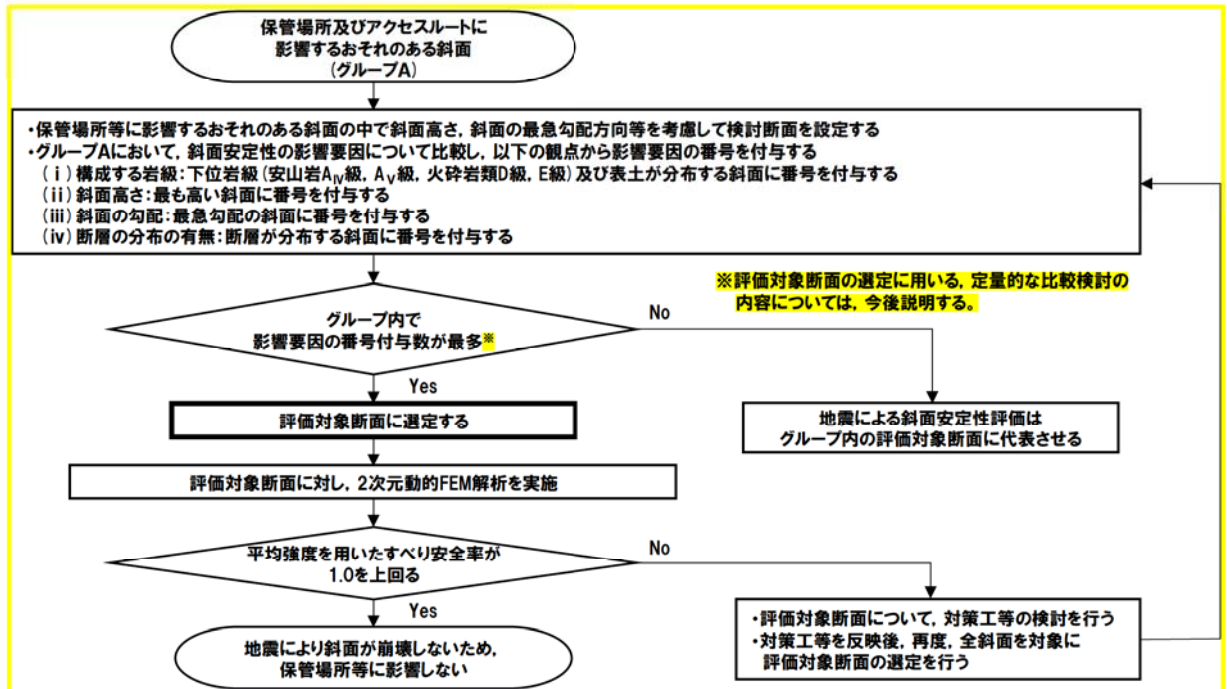 保管場所及びアクセスルートに
影響するおそれのある斜面
(グループA)
・保管場所等に影響するおそれのある斜面の中で斜面高さ，斜面の最急勾配方向等を考慮して検討断面を設定する
・グループAにおいて，斜面安定性の影響要因について比較し，以下の観点から影響要因の番号を付与する
(ⅰ)構成する岩級：下位岩級(安山岩AⅣ級，AⅤ級，火砕岩類D級，E級)及び表土が分布する斜面に番号を付与する
(ⅱ)斜面高さ：最も高い斜面に番号を付与する
(ⅲ)斜面の勾配：最急勾配の斜面に番号を付与する
(ⅳ)断層の分布の有無：断層が分布する斜面に番号を付与する
※評価対象断面の選定に用いる，定量的な比較検討の
内容については，今後説明する。
グループ内で
影響要因の番号付与数が最多※
No
Yes
評価対象断面に選定する
地震による斜面安定性評価は
グループ内の評価対象断面に代表させる
評価対象断面に対し，2次元動的FEM解析を実施
平均強度を用いたすべり安全率が
1.0を上回る
No
Yes
・評価対象断面について，対策工等の検討を行う
・対策工等を反映後，再度，全斜面を対象に
評価対象断面の選定を行う
地震により斜面が崩壊しないため，
保管場所等に影響しない